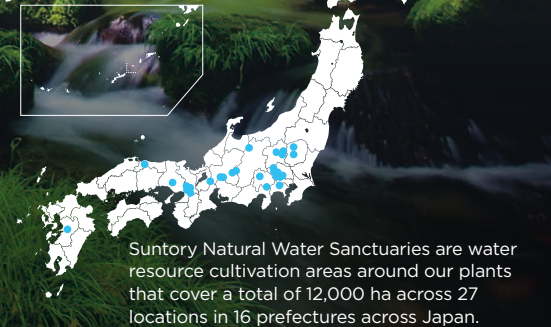 Suntory Natural Water Sanctuaries are water
resource cultivation areas around our plants
that cover a total of 12,000 ha across 27
locations in 16 prefectures across Japan.